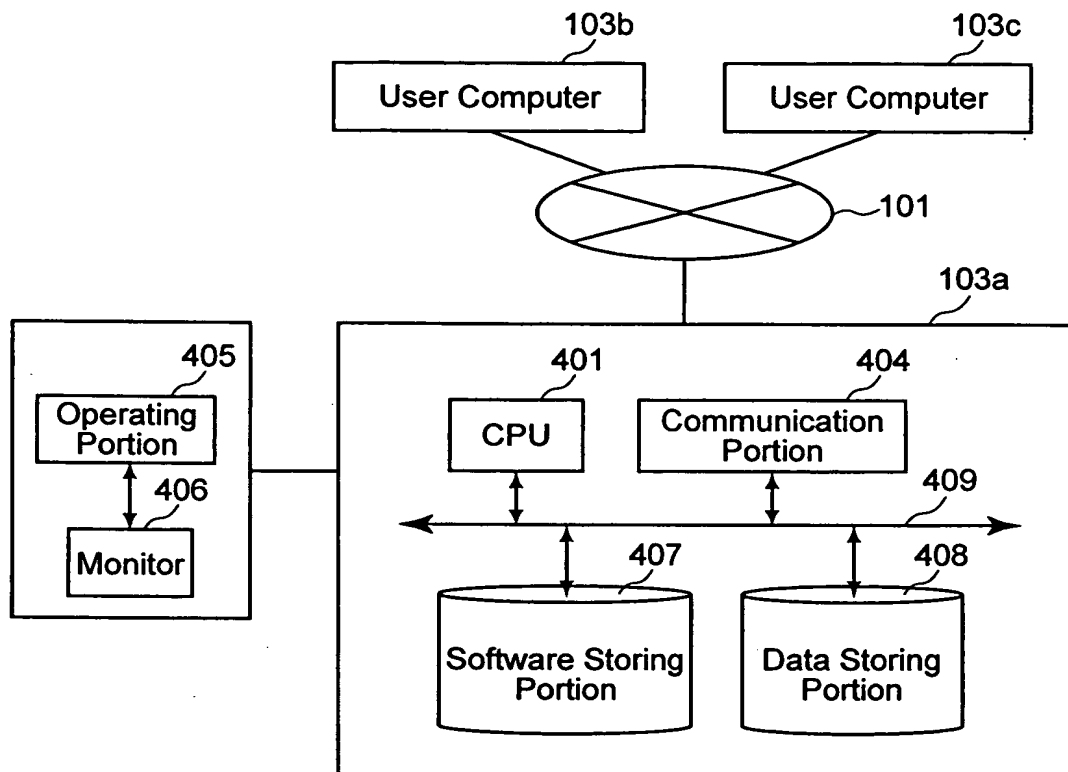 103b
103c
User Computer
User Computer
101
103a
405
Operating
Portion
406
Monitor
401
CPU
404
Communication
Portion
409
407
Software Storing
Portion
408
Data Storing
Portion